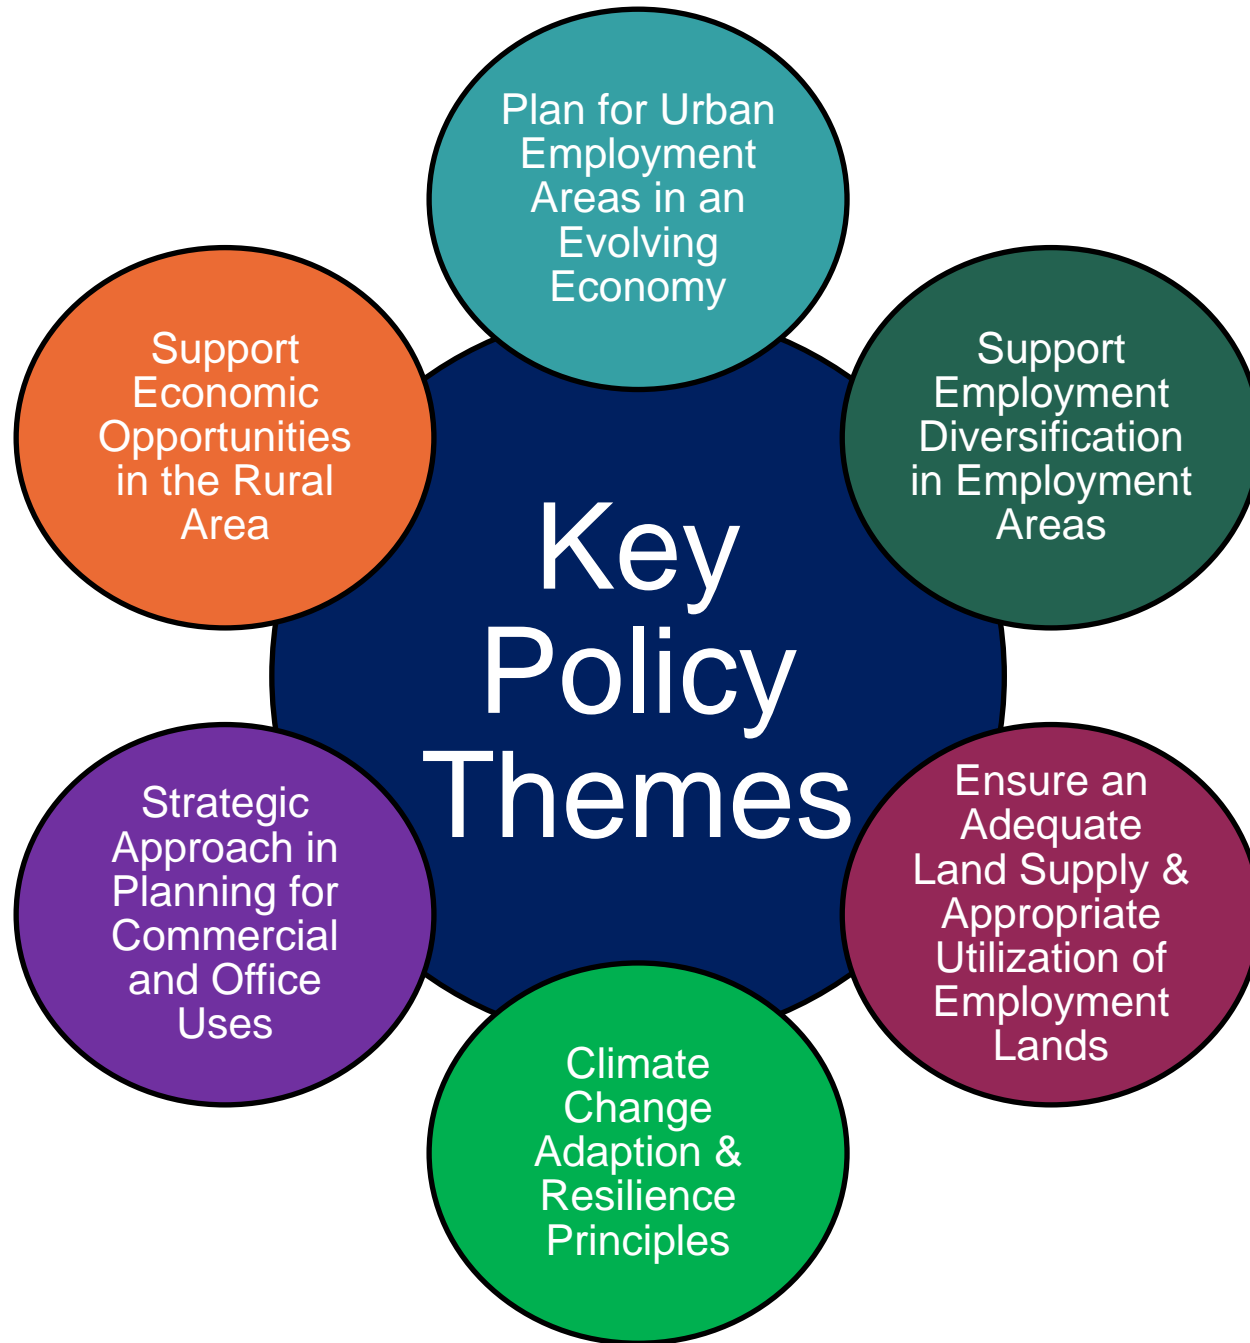 Plan for Urban
Employment
Areas in an
Evolving
Economy
Support
Employment
Diversification
in Employment
Areas
Ensure an
Adequate
Land Supply &
Appropriate
Utilization of
Employment
Lands
Climate
Change
Adaption &
Resilience
Principles
Strategic
Approach in
Planning for
Commercial
and Office
Uses
Support
Economic
Opportunities
in the Rural
Area
Key
Policy
Themes